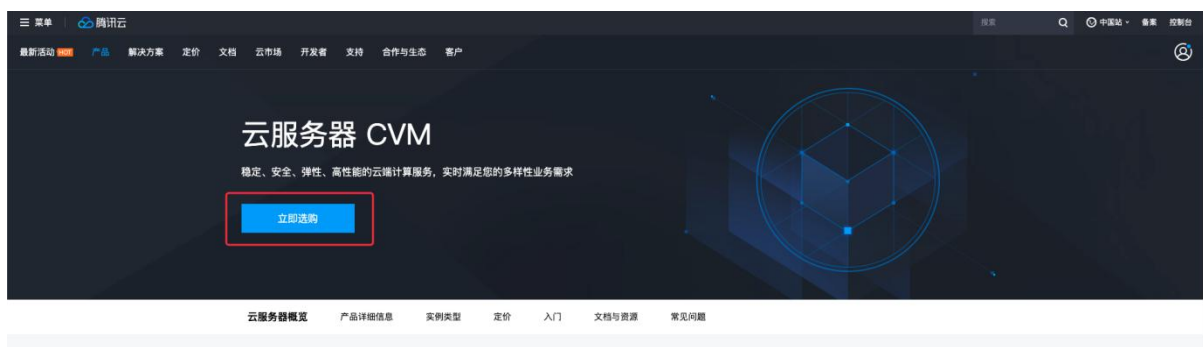 菜单 腾讯云 搜索 中国站 备案 控制台
最新活动 HOT 产品 解决方案 定价 文档 云市场 开发者 支持 合作与生态 客户
云服务器 CVM
稳定、安全、弹性、高性能的云端计算服务，实时满足您的多样性业务需求
立即选购
云服务器概览 产品详细信息 实例类型 定价 入门 文档与资源 常见问题